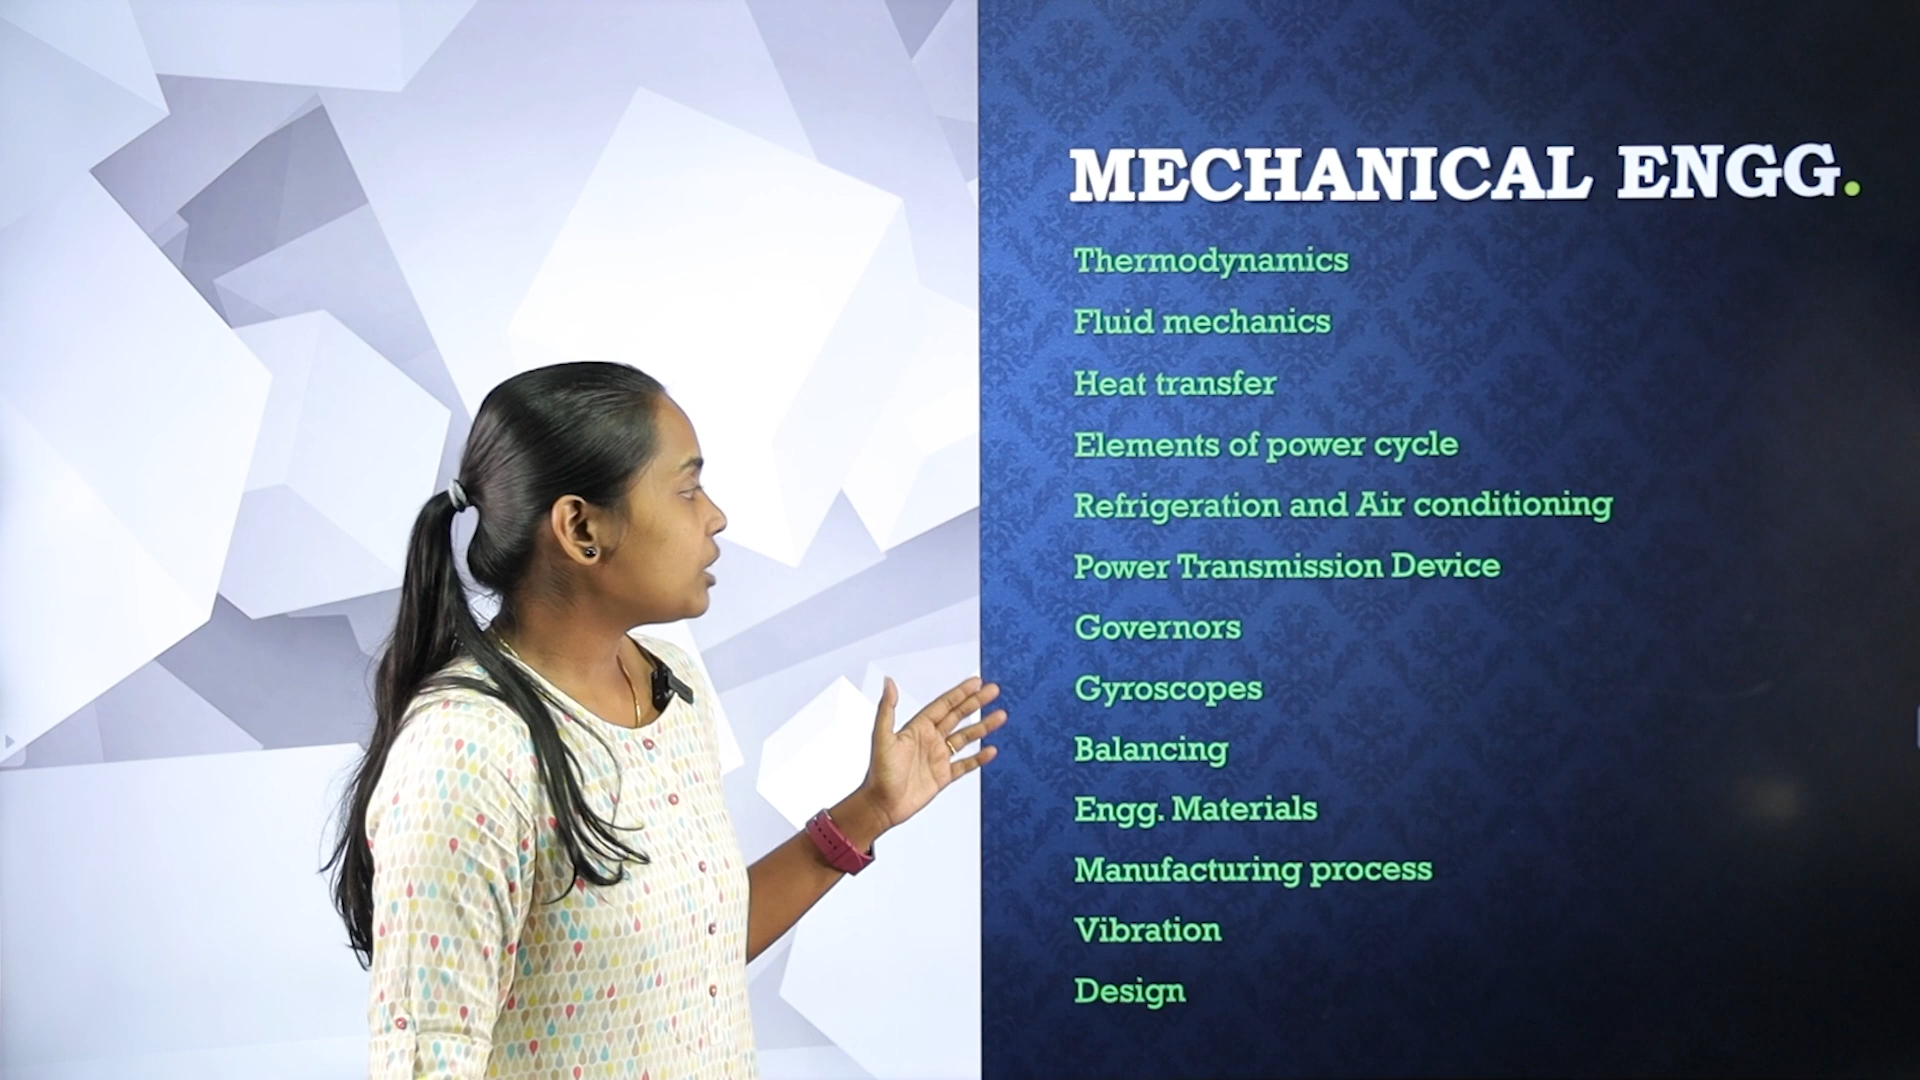 MECHANICAL ENGG.
Thermodynamics
Fluid mechanics
Heat transfer
Elements of power cycle
Refrigeration and Air conditioning
Power Transmission Device
Governors
Gyroscopes
Balancing
Engg. Materials
Manufacturing process
Vibration
Design